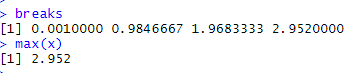 >
> breaks
[1] 0.0010000 0.9846667 1.9683333 2.9520000
> max(x)
[1] 2.952
>